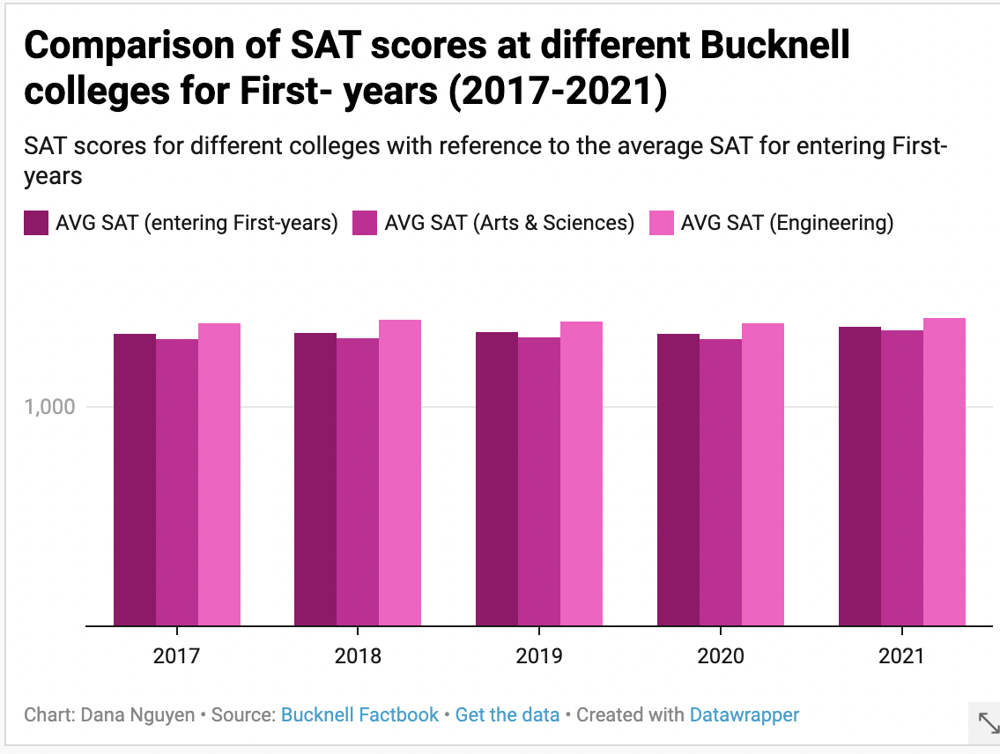 Comparison of SAT scores at different Bucknell
colleges for First- years (2017-2021)
SAT scores for different colleges with reference to the average SAT for entering First-
years
AVG SAT (entering First-years) AVG SAT (Arts & Sciences) AVG SAT (Engineering)
1,000
2017 2018 2019 2020 2021
Chart: Dana Nguyen • Source: Bucknell Factbook • Get the data • Created with Datawrapper